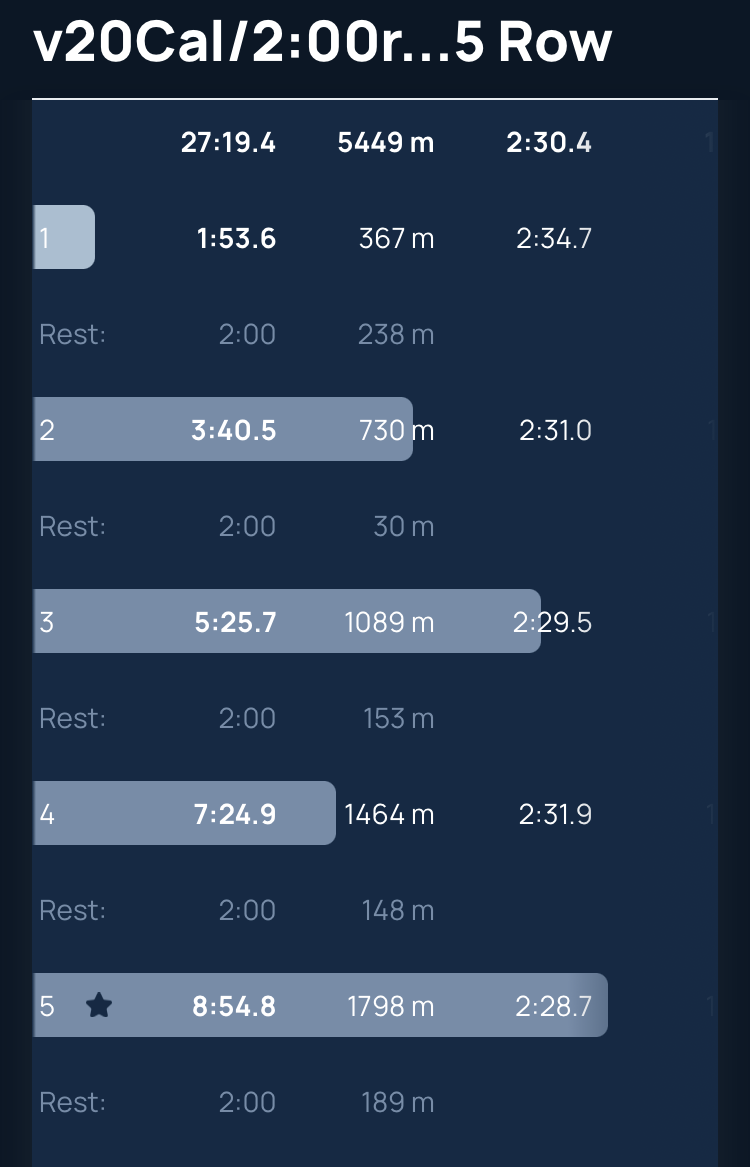 v20Cal/2:00r...5 Row
27:19.4 5449 m 2:30.4
1 1:53.6 367 m 2:34.7
Rest: 2:00 238 m
2 3:40.5 730 m 2:31.0
Rest: 2:00 30 m
3 5:25.7 1089 m 2:29.5
Rest: 2:00 153 m
4 7:24.9 1464 m 2:31.9
Rest: 2:00 148 m
5 8:54.8 1798 m 2:28.7
Rest: 2:00 189 m